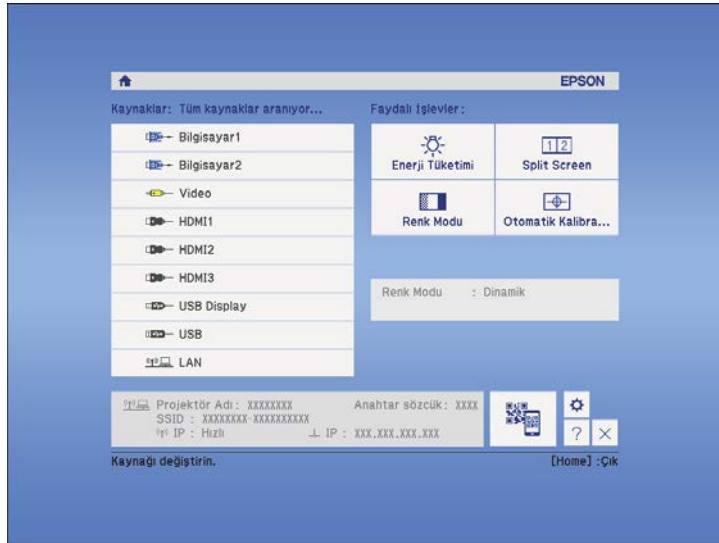 EPSON
Kaynaklar: Tüm kaynaklar aranıyor...
Bilgisayar1
Bilgisayar2
Video
HDMI1
HDMI2
HDMI3
USB Display
USB
LAN
Faydalı İşlevler:
Enerji Tüketimi
Split Screen
1 2
Renk Modu
Otomatik Kalibra...
Renk Modu : Dinamik
Projektör Adı: XXXXXXXX Anahtar sözcük: XXXX
SSID : XXXXXXXX-XXXXXXXXXX
IP : Hızlı IP : XXX.XXX.XXX.XXX
?
Kaynağı değiştirin. [Home] :Çık